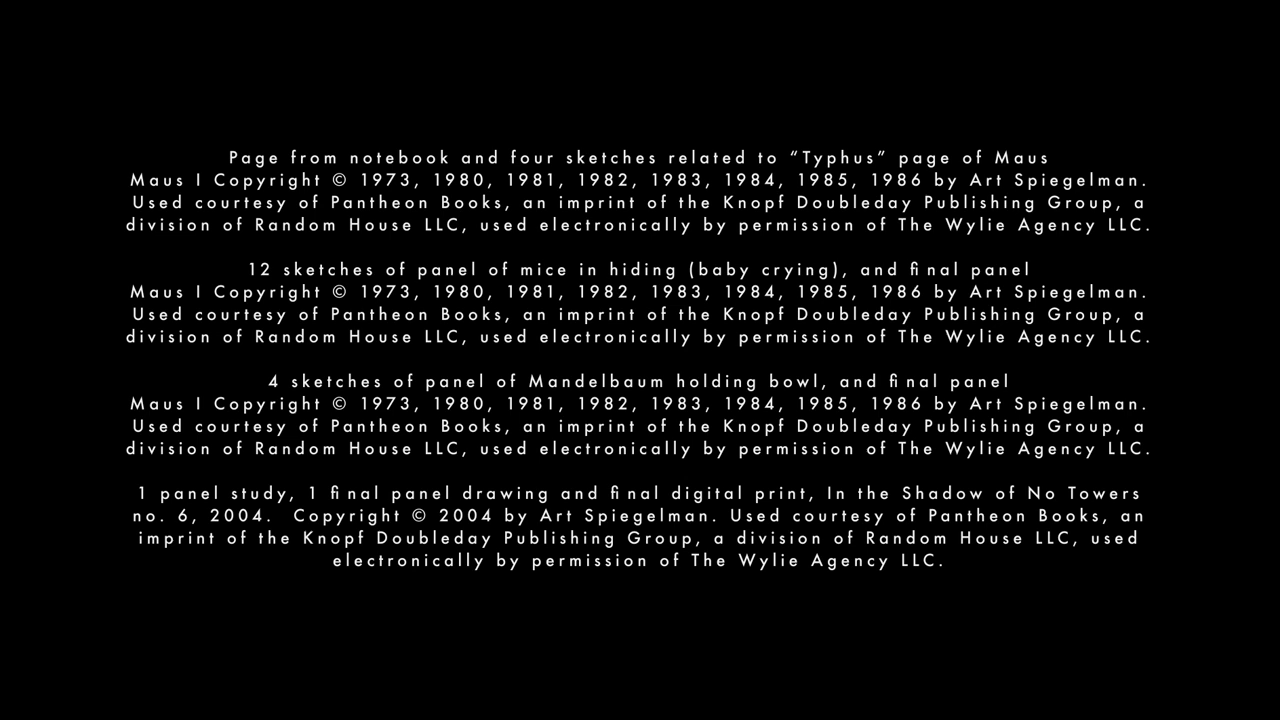 Page from notebook and four sketches related to “Typhus” page of Maus
Maus I Copyright © 1973, 1980, 1981, 1982, 1983, 1984, 1985, 1986 by Art Spiegelman.
Used courtesy of Pantheon Books, an imprint of the Knopf Doubleday Publishing Group, a
division of Random House LLC, used electronically by permission of The Wylie Agency LLC.
12 sketches of panel of mice in hiding (baby crying), and final panel
Maus I Copyright © 1973, 1980, 1981, 1982, 1983, 1984, 1985, 1986 by Art Spiegelman.
Used courtesy of Pantheon Books, an imprint of the Knopf Doubleday Publishing Group, a
division of Random House LLC, used electronically by permission of The Wylie Agency LLC.
4 sketches of panel of Mandelbaum holding bowl, and final panel
Maus I Copyright © 1973, 1980, 1981, 1982, 1983, 1984, 1985, 1986 by Art Spiegelman.
Used courtesy of Pantheon Books, an imprint of the Knopf Doubleday Publishing Group, a
division of Random House LLC, used electronically by permission of The Wylie Agency LLC.
1 panel study, 1 final panel drawing and final digital print, In the Shadow of No Towers
no. 6, 2004.  Copyright © 2004 by Art Spiegelman. Used courtesy of Pantheon Books, an
imprint of the Knopf Doubleday Publishing Group, a division of Random House LLC, used
electronically by permission of The Wylie Agency LLC.